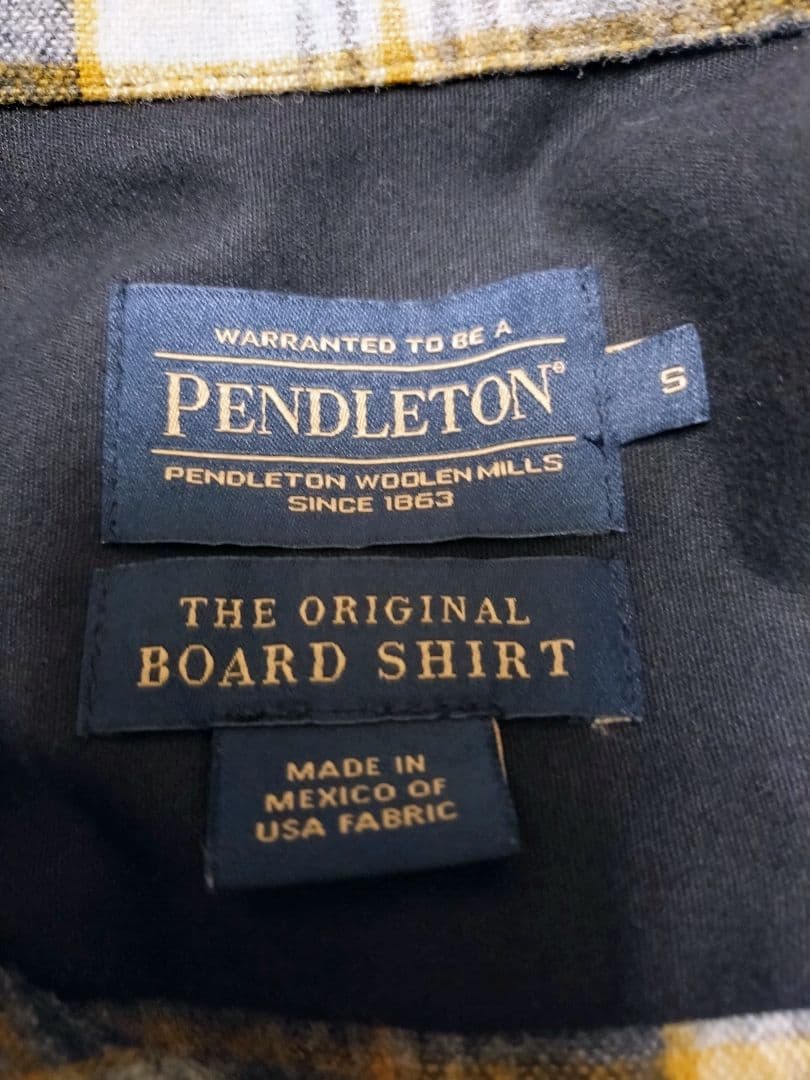 WARRANTED TO BE A
PENDLETON®
PENDLETON WOOLEN MILLS
SINCE 1863
S
THE ORIGINAL
BOARD SHIRT
MADE IN
MEXICO OF
USA FABRIC